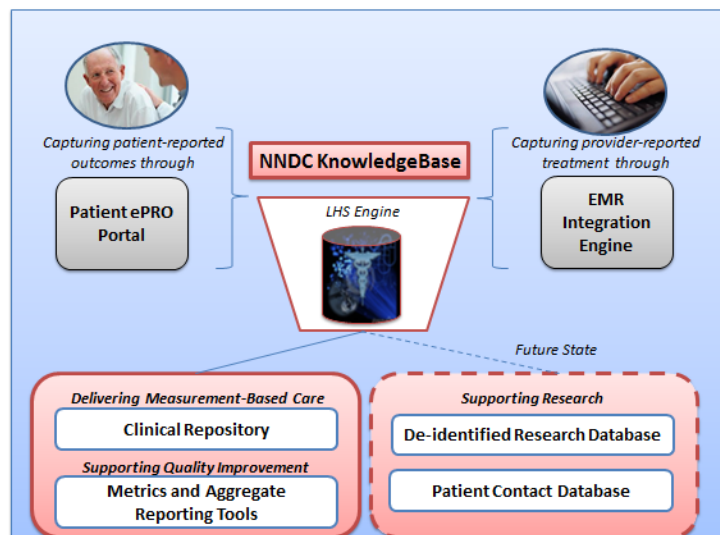 Capturing patient-reported
outcomes through
Patient ePRO
Portal
NNDC KnowledgeBase
LHS Engine
Capturing provider-reported
treatment through
EMR
Integration
Engine
Future State
Delivering Measurement-Based Care
Clinical Repository
Supporting Quality Improvement
Metrics and Aggregate
Reporting Tools
Supporting Research
De-identified Research Database
Patient Contact Database